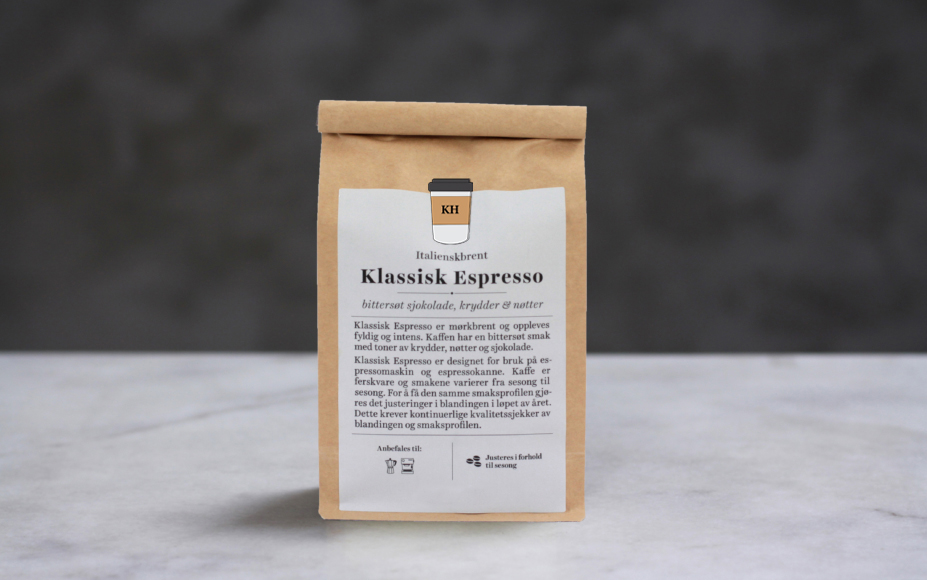 KH
Italienskbrent
Klassisk Espresso
bittersøt sjokolade, krydder & nøtter
Klassisk Espresso er mørkbrent og oppleves
fyldig og intens. Kaffen har en bittersøt smak
med toner av krydder, nøtter og sjokolade.
Klassisk Espresso er designet for bruk på es-
pressomaskin og espressokanne. Kaffe er
ferskvare og smakene varierer fra sesong til
sesong. For å få den samme smaksprofilen gjø-
res det justeringer i blandingen i løpet av året.
Dette krever kontinuerlige kvalitetssjekker av
blandingen og smaksprofilen.
Anbefales til:
Justeres i forhold
til sesong